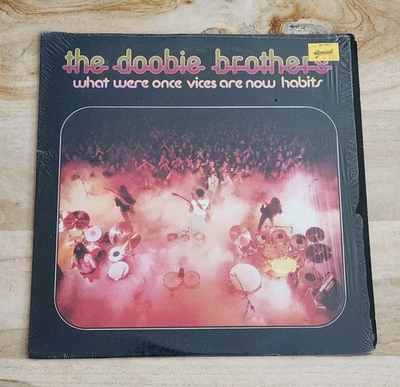 the doobie brothers
what were once vices are now habits